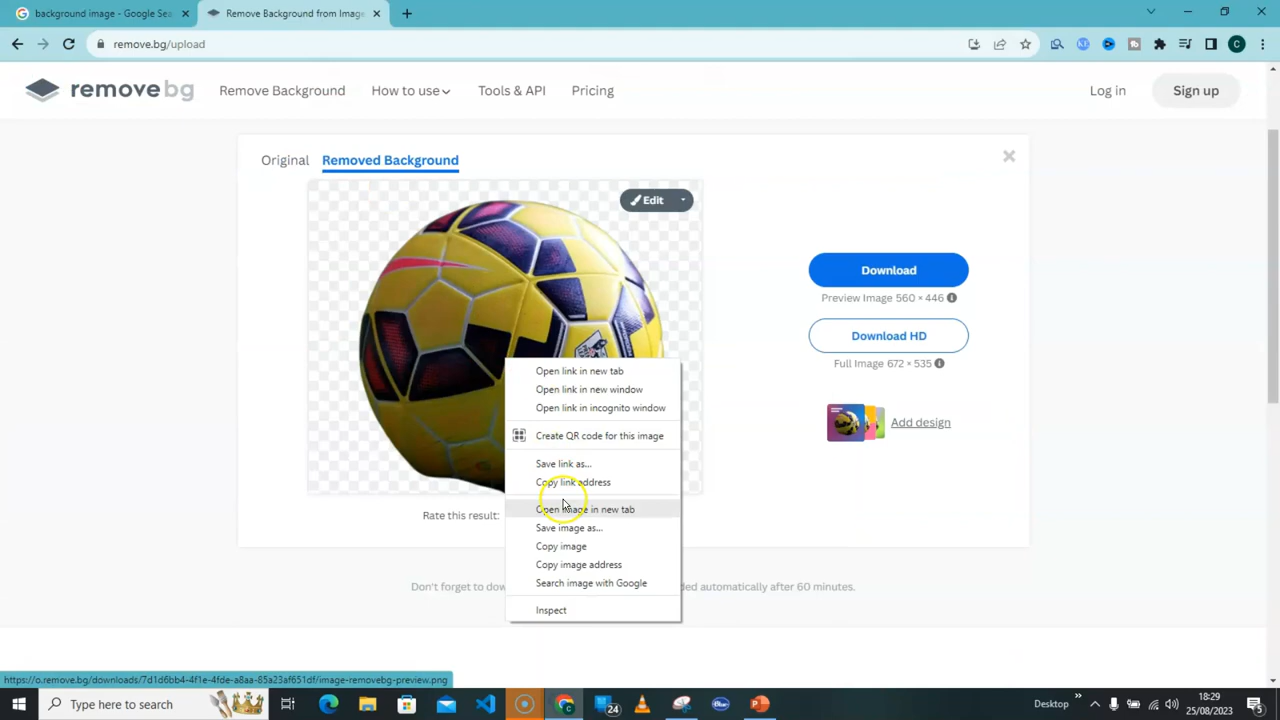 background image - Google Sea
Remove Background from Image
remove.bg/upload
removebg
Remove Background
How to use
Tools & API
Pricing
Log in
Sign up
Original
Removed Background
Edit
Download
Preview Image 560 × 446
Download HD
Full Image 672 × 535
Add design
Open link in new tab
Open link in new window
Open link in incognito window
Create QR code for this image
Save link as...
Copy link address
Open image in new tab
Save image as...
Copy image
Copy image address
Search image with Google
Inspect
Rate this result:
Don't forget to dow
ded automatically after 60 minutes.
https://o.remove.bg/downloads/7d1d6bb4-4f1e-4fde-a8aa-85a23af651df/image-removebg-preview.png
Type here to search
24
Desktop
18:29
25/08/2023
5